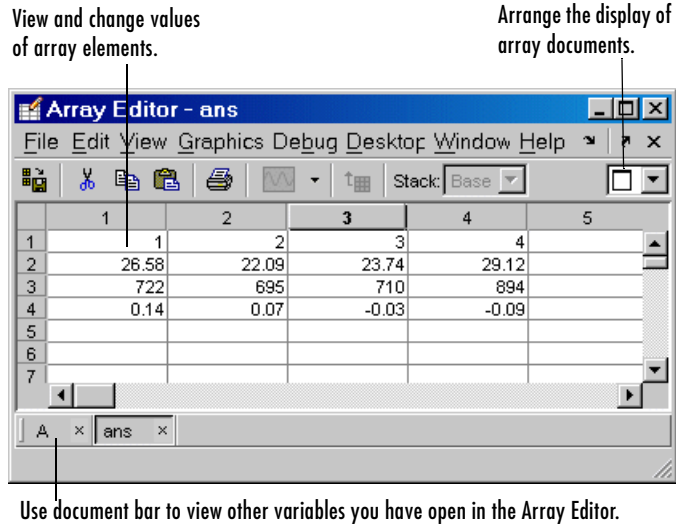 View and change values
of array elements.
Arrange the display of
array documents.
Array Editor - ans
File Edit View Graphics Debug Desktop Window Help
Stack: Base
1 2 3 4 5
1 1 2 3 4
2 26.58 22.09 23.74 29.12
3 722 695 710 894
4 0.14 0.07 -0.03 -0.09
5
6
7
A × ans ×
Use document bar to view other variables you have open in the Array Editor.